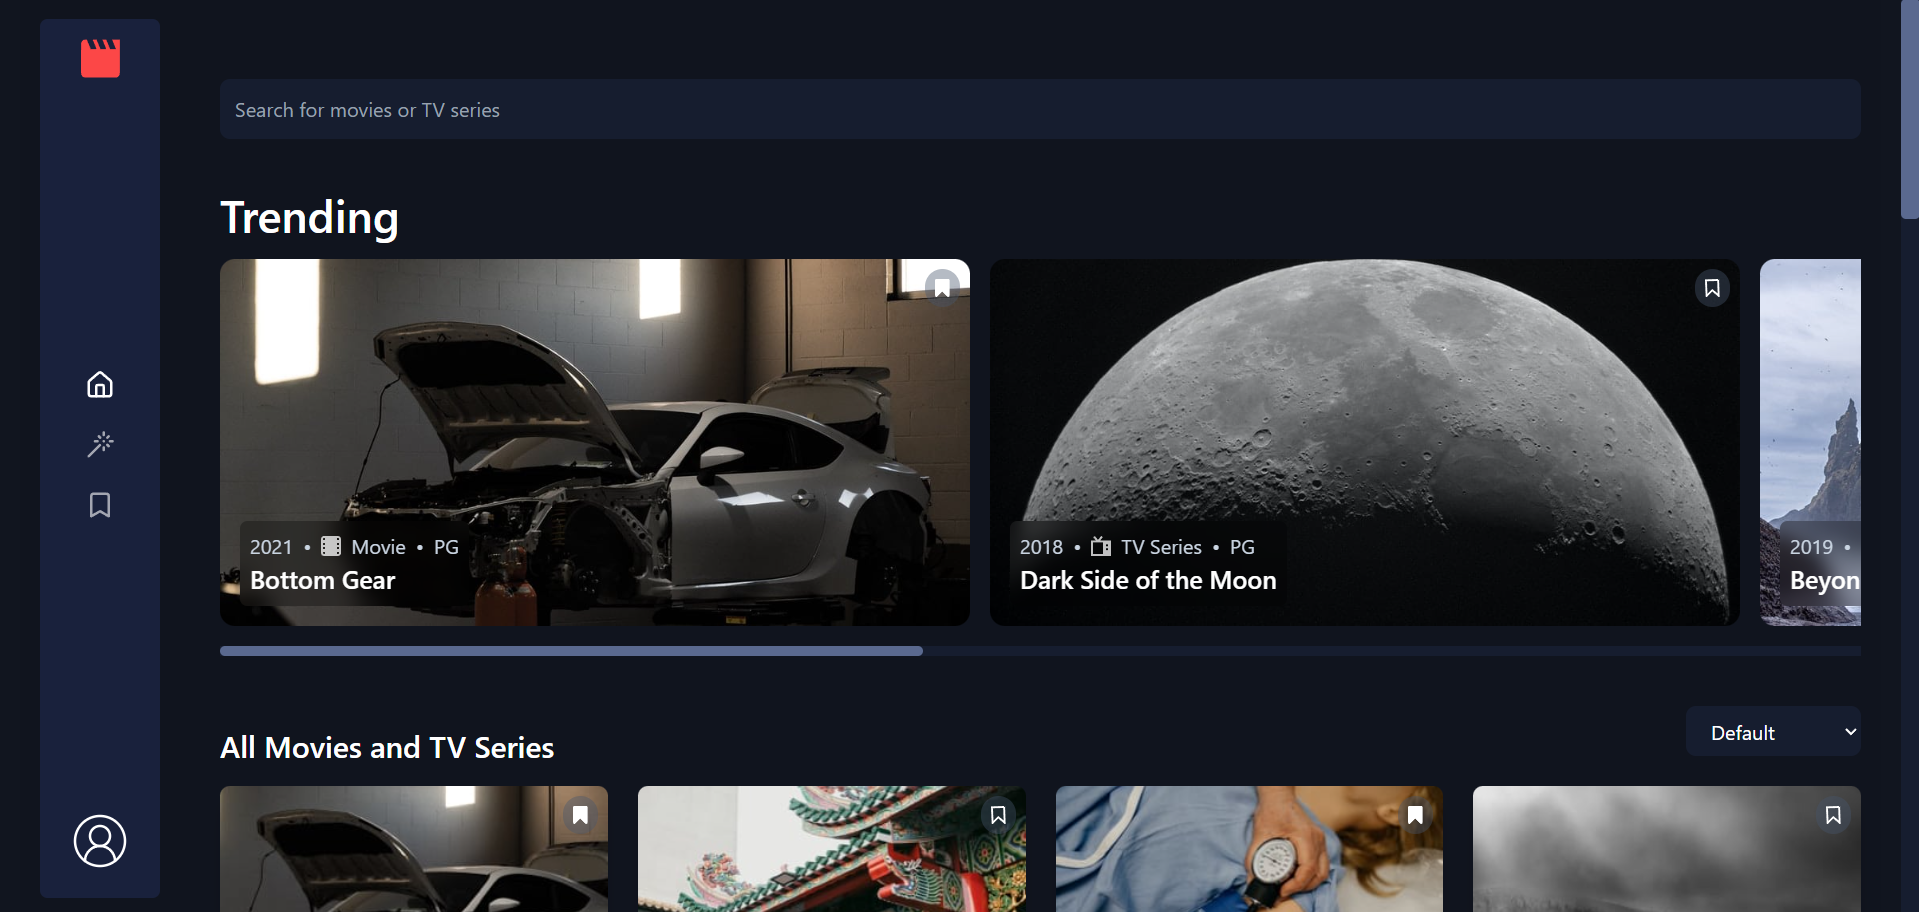 Search for movies or TV series
Trending
2021 • Movie • PG
Bottom Gear
2018 • TV Series • PG
Dark Side of the Moon
2019 •
Beyon
All Movies and TV Series
Default